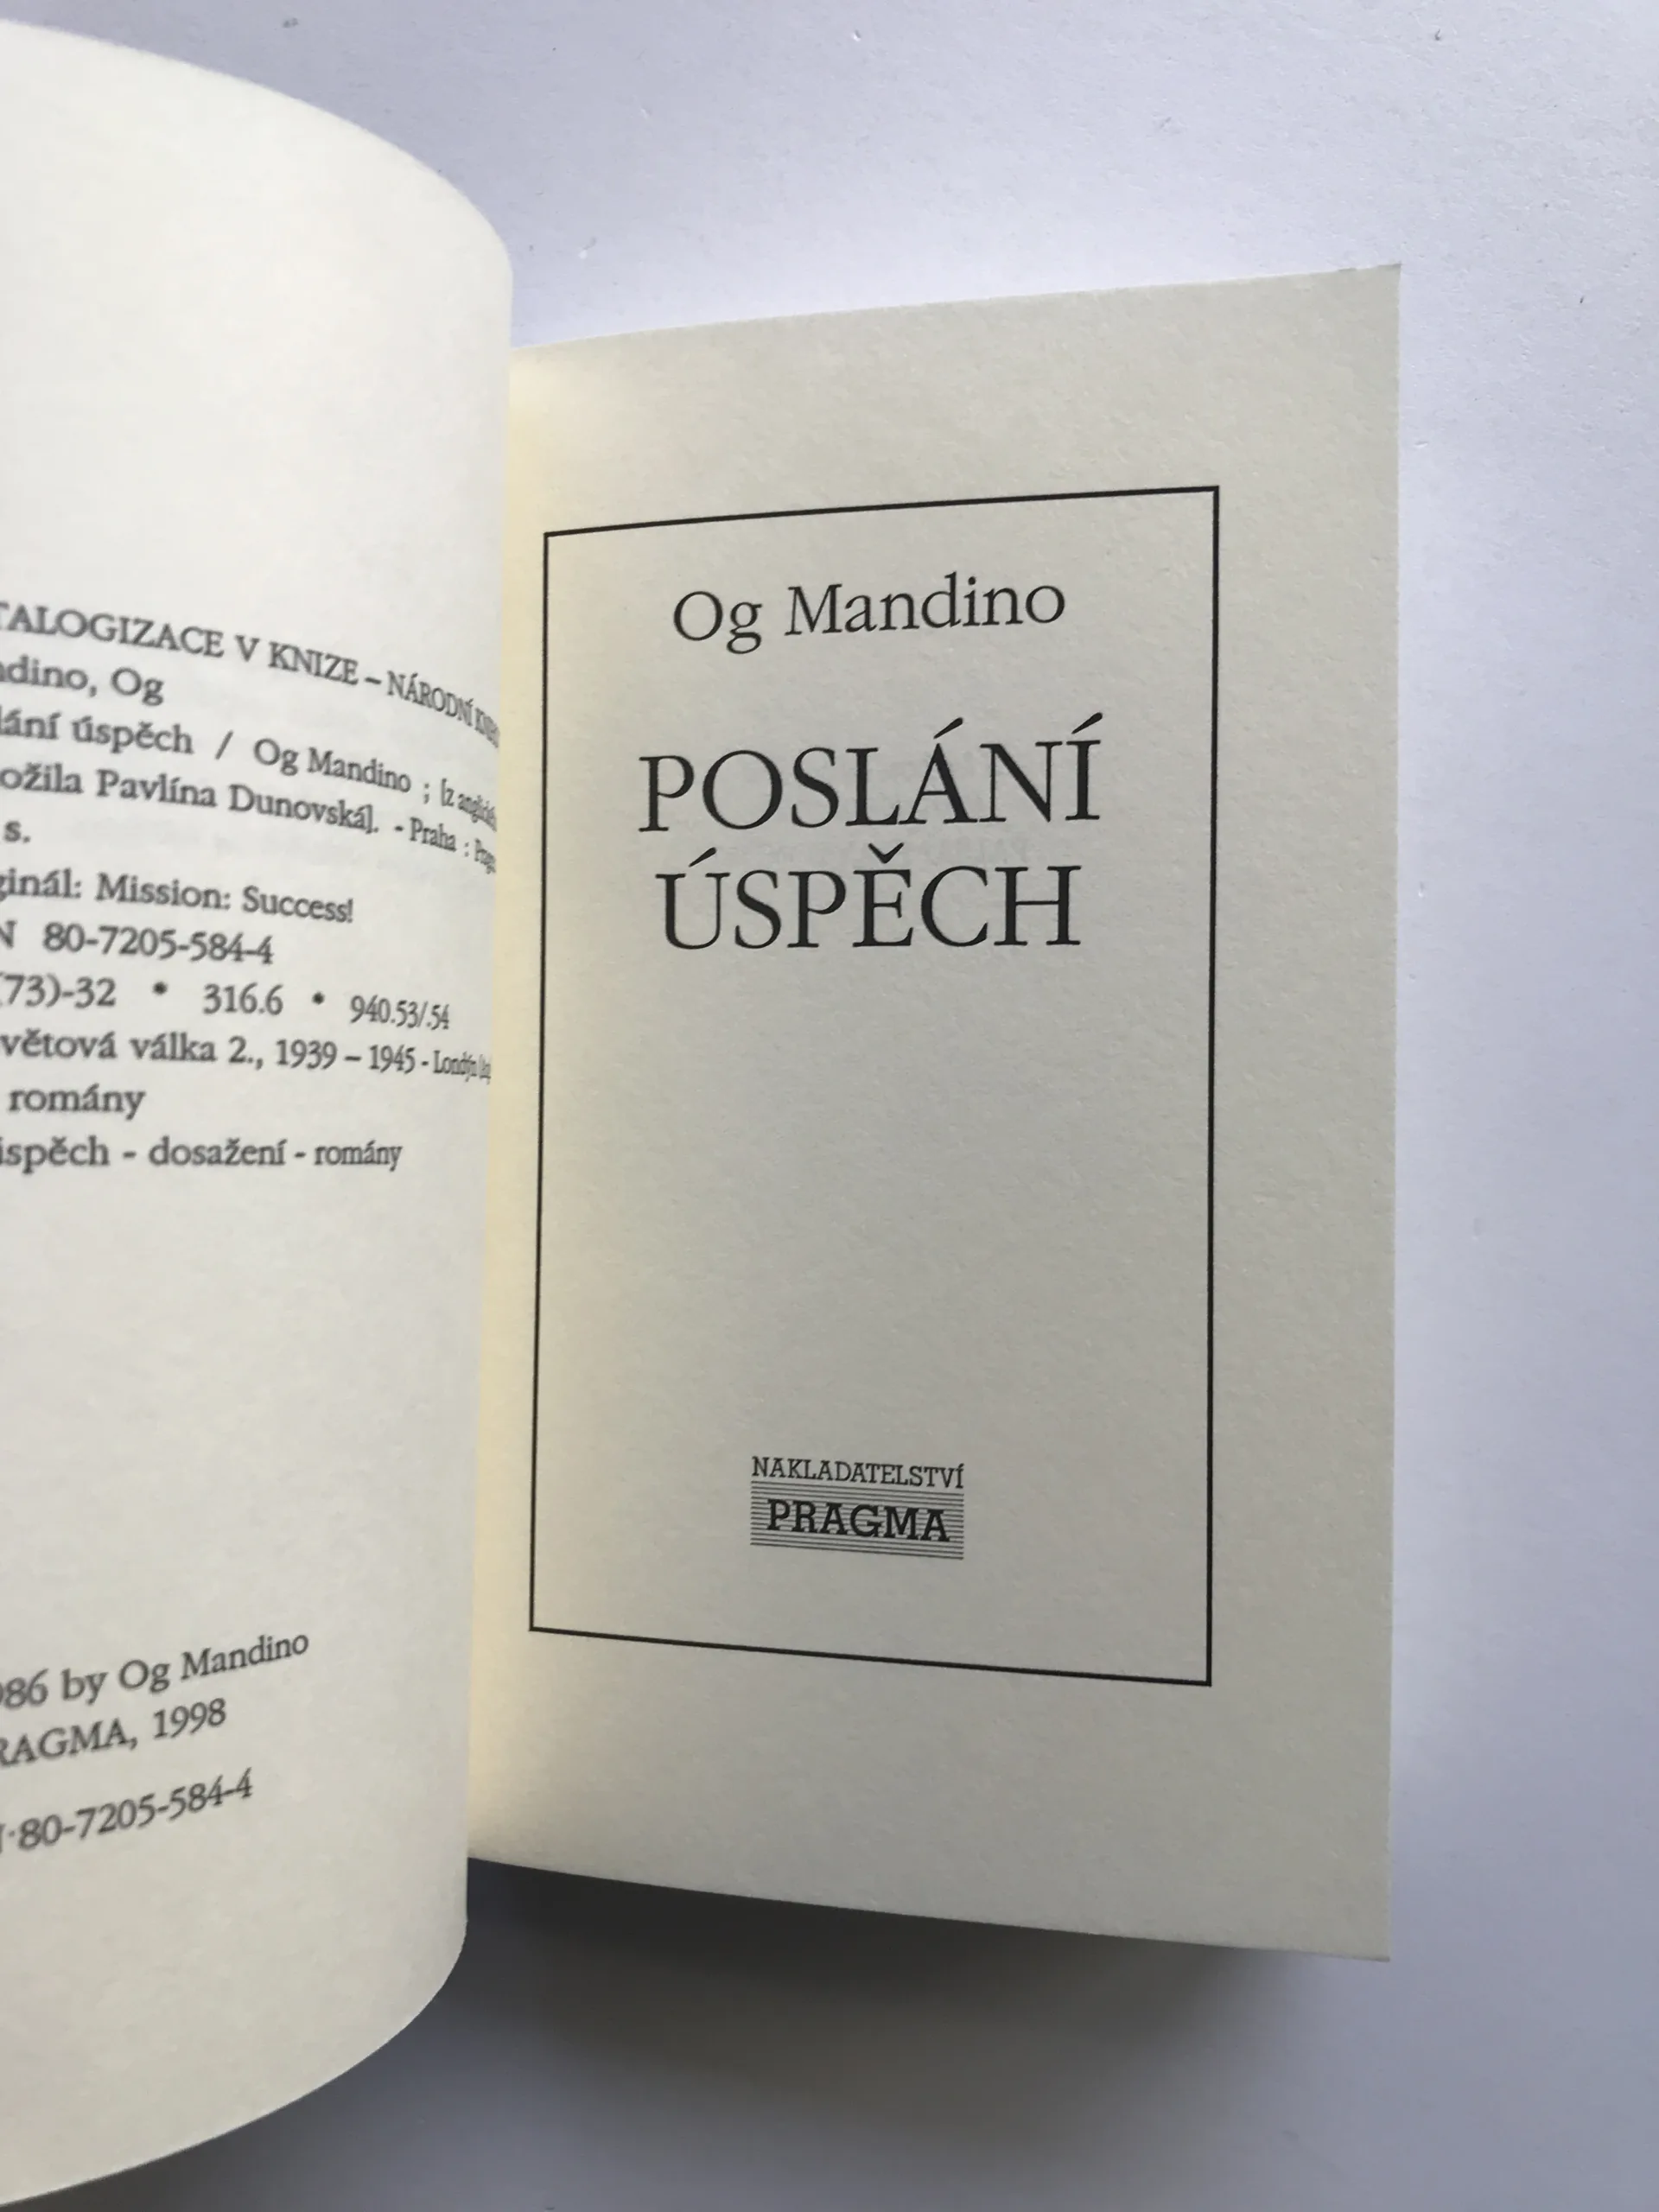 TALOGIZACE V KNIZE – NÁRODNÍ
ndino, Og
lání úspěch / Og Mandino ; [z
ožila Pavlína Dunovská]. - Praha :
s.
ginál: Mission: Success!
N 80-7205-584-4
(73)-32 * 316.6 * 940.53/.54
větová válka 2., 1939 – 1945 - Londýn
romány
úspěch - dosažení - romány
986 by Og Mandino
RAGMA, 1998
N 80-7205-584-4
Og Mandino
POSLÁNÍ
ÚSPĚCH
NAKLADATELSTVÍ
PRAGMA